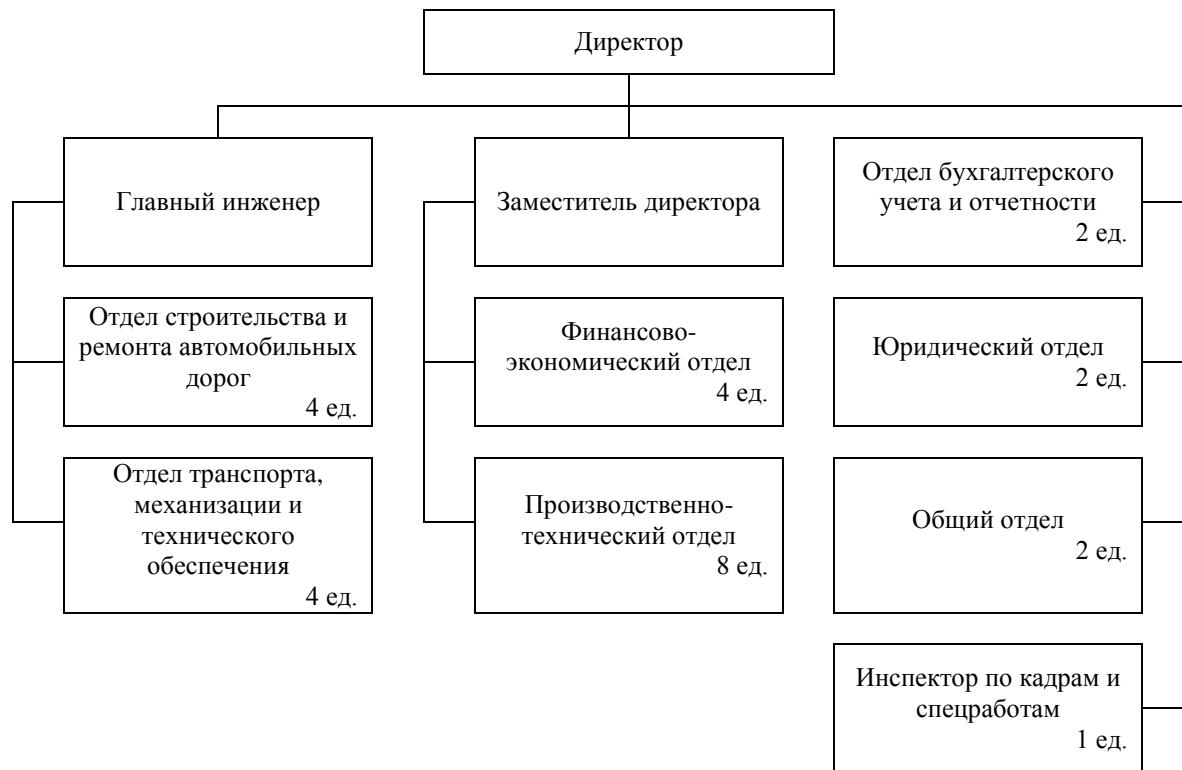 Директор
Главный инженер
Заместитель директора
Отдел бухгалтерского
учета и отчетности
2 ед.
Отдел строительства и
ремонта автомобильных
дорог
4 ед.
Финансово-
экономический отдел
4 ед.
Юридический отдел
2 ед.
Отдел транспорта,
механизации и
технического
обеспечения
4 ед.
Производственно-
технический отдел
8 ед.
Общий отдел
2 ед.
Инспектор по кадрам и
спецработам
1 ед.